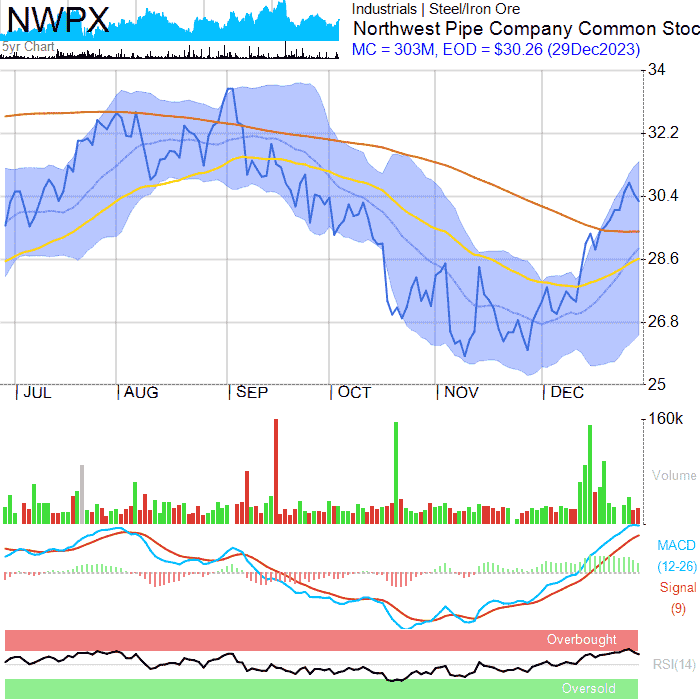 NWPX
5yr Chart
Industrials | Steel/Iron Ore
Northwest Pipe Company Common Stoc
MC = 303M, EOD = $30.26 (29Dec2023)
34
32.2
30.4
28.6
26.8
25
JUL AUG SEP OCT NOV DEC
160k
Volume
MACD
(12-26)
Signal
(9)
Overbought
RSI(14)
Oversold